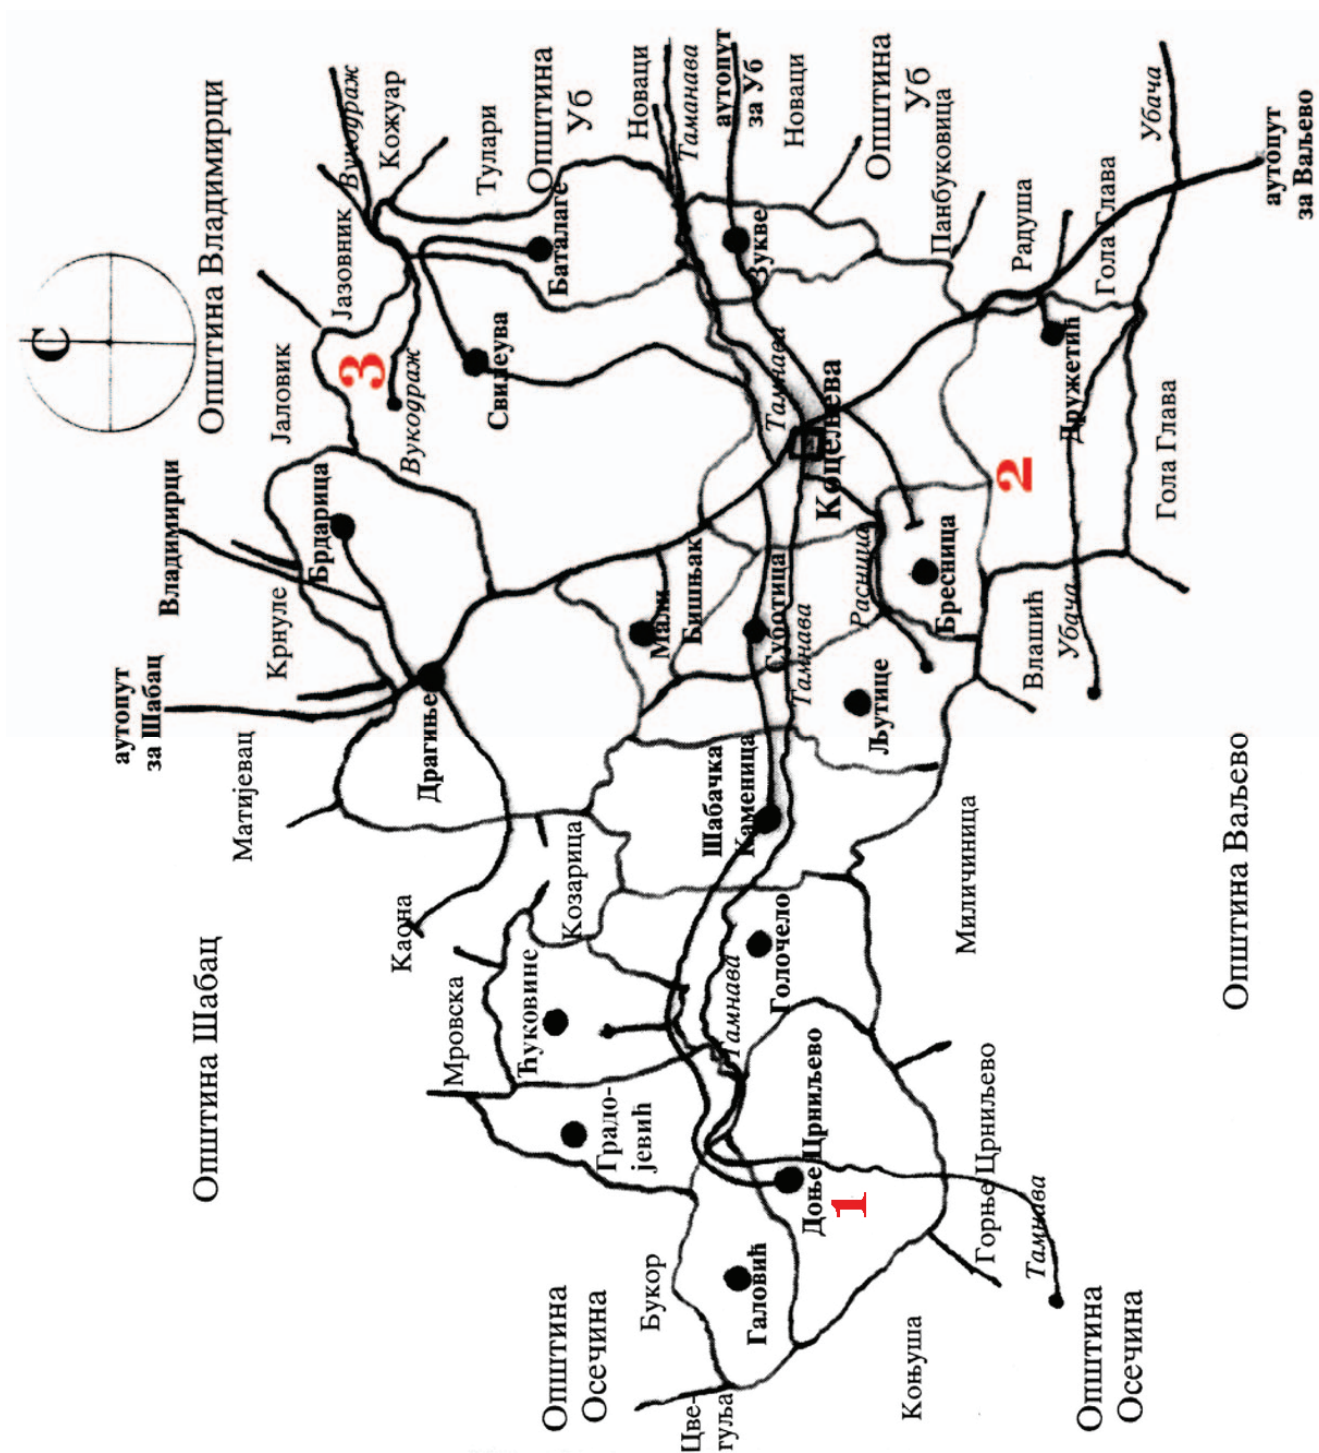 С
аутопут
за Шабац
Владимирци
Општина Шабац
Општина Владимирци
Матијевац
Крнуле
Јаловик
Брдарица
Јазовник
Вукодраж
3
Кожуар
Каона
Вукодраж
Драгиње
Мровска
Тулари
Свилеува
Ћуковине
Општина
Уб
Општина
Осечина
Баталаге
Козарица
Градо-
јевић
Новаци
Букор
Мали
Бишњак
Таманава
Цве-
гуља
Шабачка
Каменица
аутопут
за Уб
Тамнава
Галовић
Зукве
Тамнава
Суботица
Голочело
Новаци
Тамнава
Доње Црниљево
Коцељева
1
Расница
Општина
Уб
Љутице
Коњуша
Панбуковица
Бресница
Миличиница
Горње Црниљево
2
Радуша
Влашић
Тамнава
Убача
Дружетић
Општина
Осечина
Гола Глава
Убача
Гола Глава
Општина Ваљево
аутопут
за Ваљево